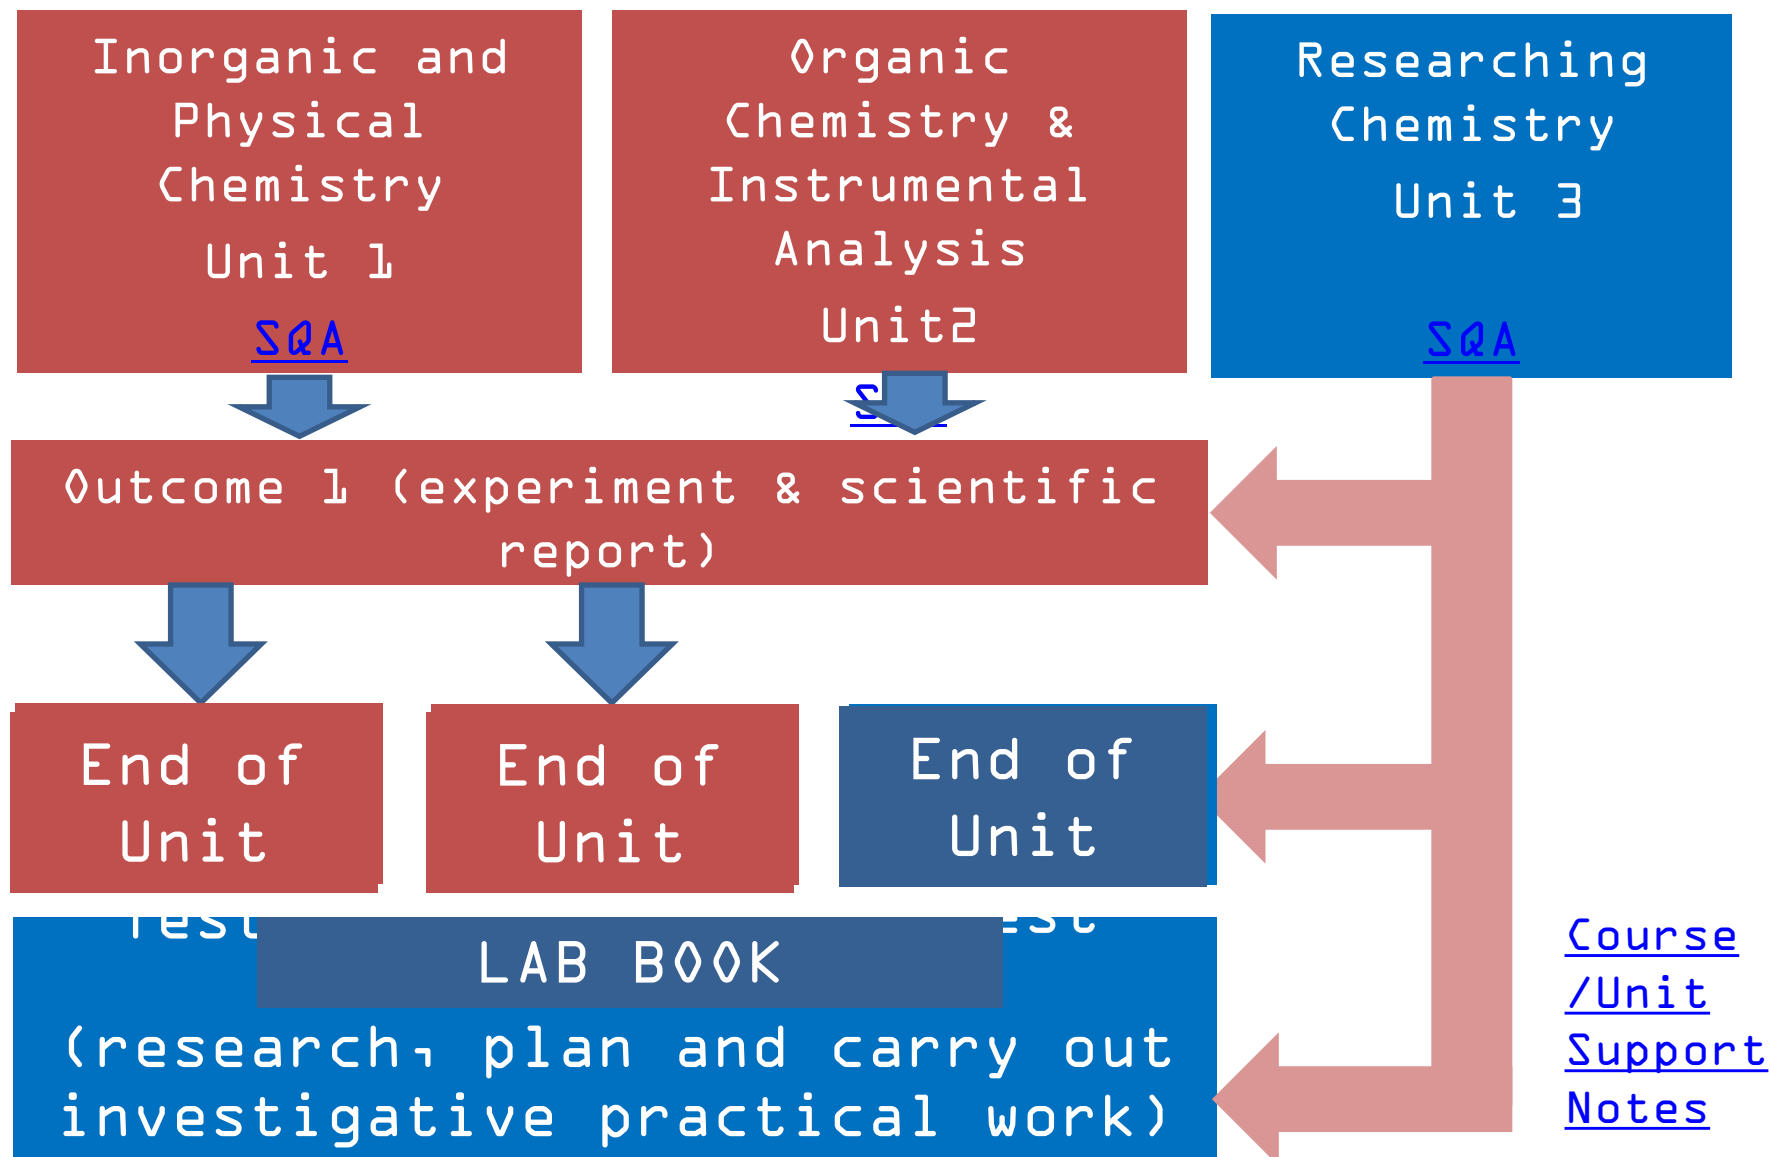 Inorganic and
Physical
Chemistry
Unit 1
SQA
Organic
Chemistry &
Instrumental
Analysis
Unit2
Researching
Chemistry
Unit 3
SQA
Outcome 1 (experiment & scientific
report)
End of
Unit
End of
Unit
End of
Unit
LAB BOOK
(research, plan and carry out
investigative practical work)
Course
/Unit
Support
Notes